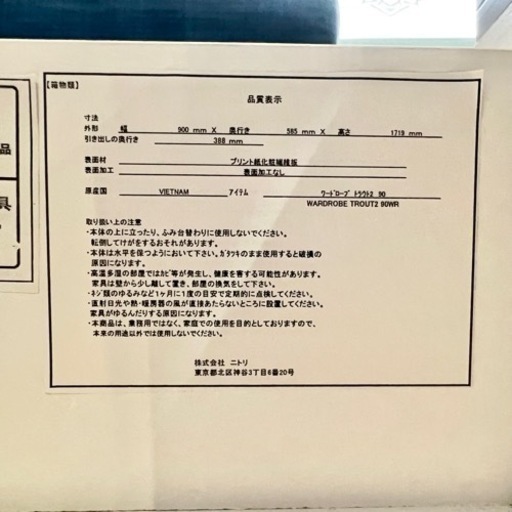 【箱物類】
品質表示
寸法
外形 幅 900 mm X 奥行き 585 mm X 高さ 1719 mm
引き出しの奥行き 388 mm
表面材 プリント紙化粧繊維板
表面加工 表面加工なし
原産国 VIETNAM アイテム ワードローブ トラウト2 90
WARDROBE TROUT2 90WR
取り扱い上の注意
・本体の上に立ったり、ふみ台替わりに使用しないでください。
転倒してけがをするおそれがあります。
・本体は水平を保つようにおいて下さい。ガタツキのまま使用すると破損の
原因になります。
・高温多湿の部屋ではカビ等が発生し、健康を害する可能性があります。
家具は壁から少し離して置き、部屋の換気をして下さい。
・ネジ類のゆるみなど1ヶ月に1度の目安で定期的に点検してください。
・直射日光や熱・暖房器の風が直接あたらないところに設置してください。
家具がゆるんだりする原因になります。
・本商品は、業務用ではなく、家庭での使用を目的としておりますので、
本来の用途以外では使用しないでください。
株式会社 ニトリ
東京都北区神谷3丁目6番20号
品
具